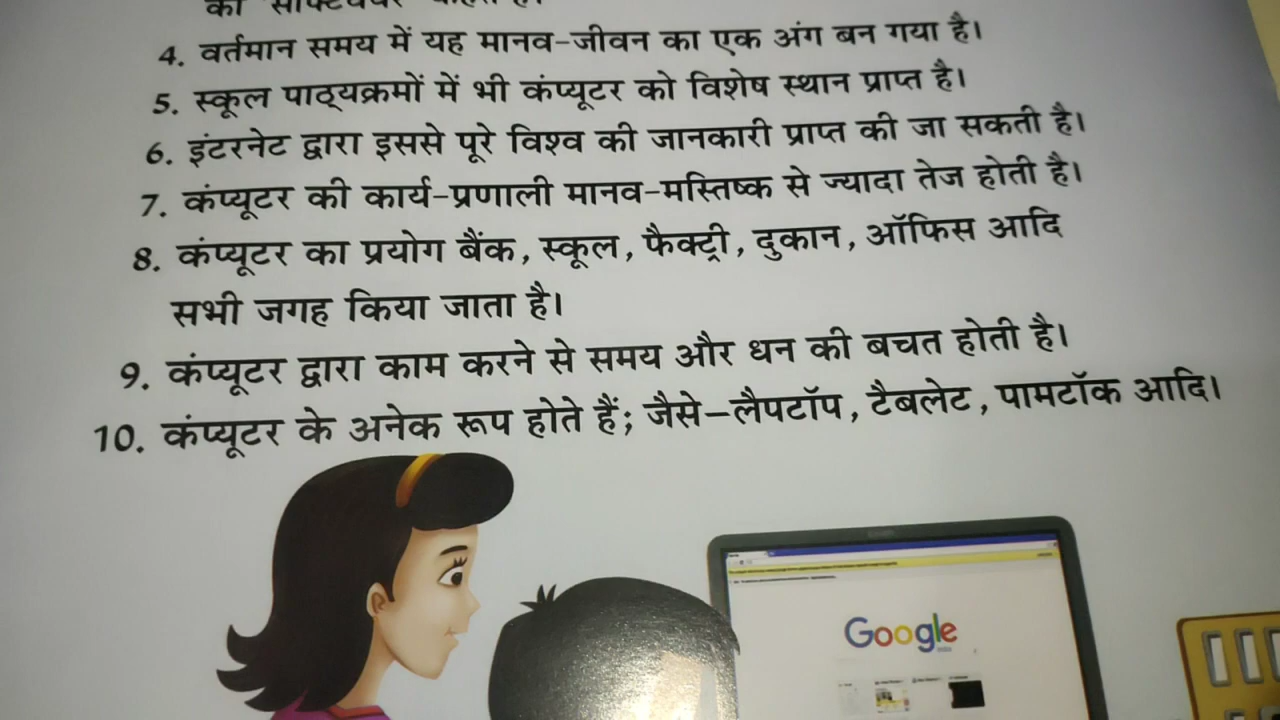 4. वर्तमान समय में यह मानव-जीवन का एक अंग बन गया है।
5. स्कूल पाठ्यक्रमों में भी कंप्यूटर को विशेष स्थान प्राप्त है।
6. इंटरनेट द्वारा इससे पूरे विश्व की जानकारी प्राप्त की जा सकती है।
7. कंप्यूटर की कार्य-प्रणाली मानव-मस्तिष्क से ज्यादा तेज होती है।
8. कंप्यूटर का प्रयोग बैंक, स्कूल, फैक्ट्री, दुकान, ऑफिस आदि
सभी जगह किया जाता है।
9. कंप्यूटर द्वारा काम करने से समय और धन की बचत होती है।
10. कंप्यूटर के अनेक रूप होते हैं; जैसे–लैपटॉप, टैबलेट, पामटॉक आदि।
Google